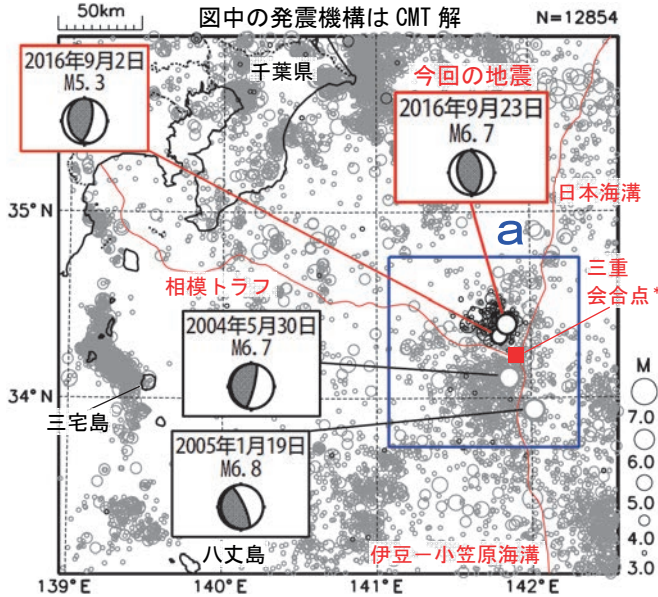 50km
図中の発震機構は CMT 解
N=12854
2016年9月2日
M5.3
千葉県
今回の地震
2016年9月23日
M6.7
日本海溝
35°N
a
相模トラフ
三重
会合点*
2004年5月30日
M6.7
34°N
三宅島
2005年1月19日
M6.8
八丈島
伊豆－小笠原海溝
M
7.0
6.0
5.0
4.0
3.0
139°E
140°E
141°E
142°E